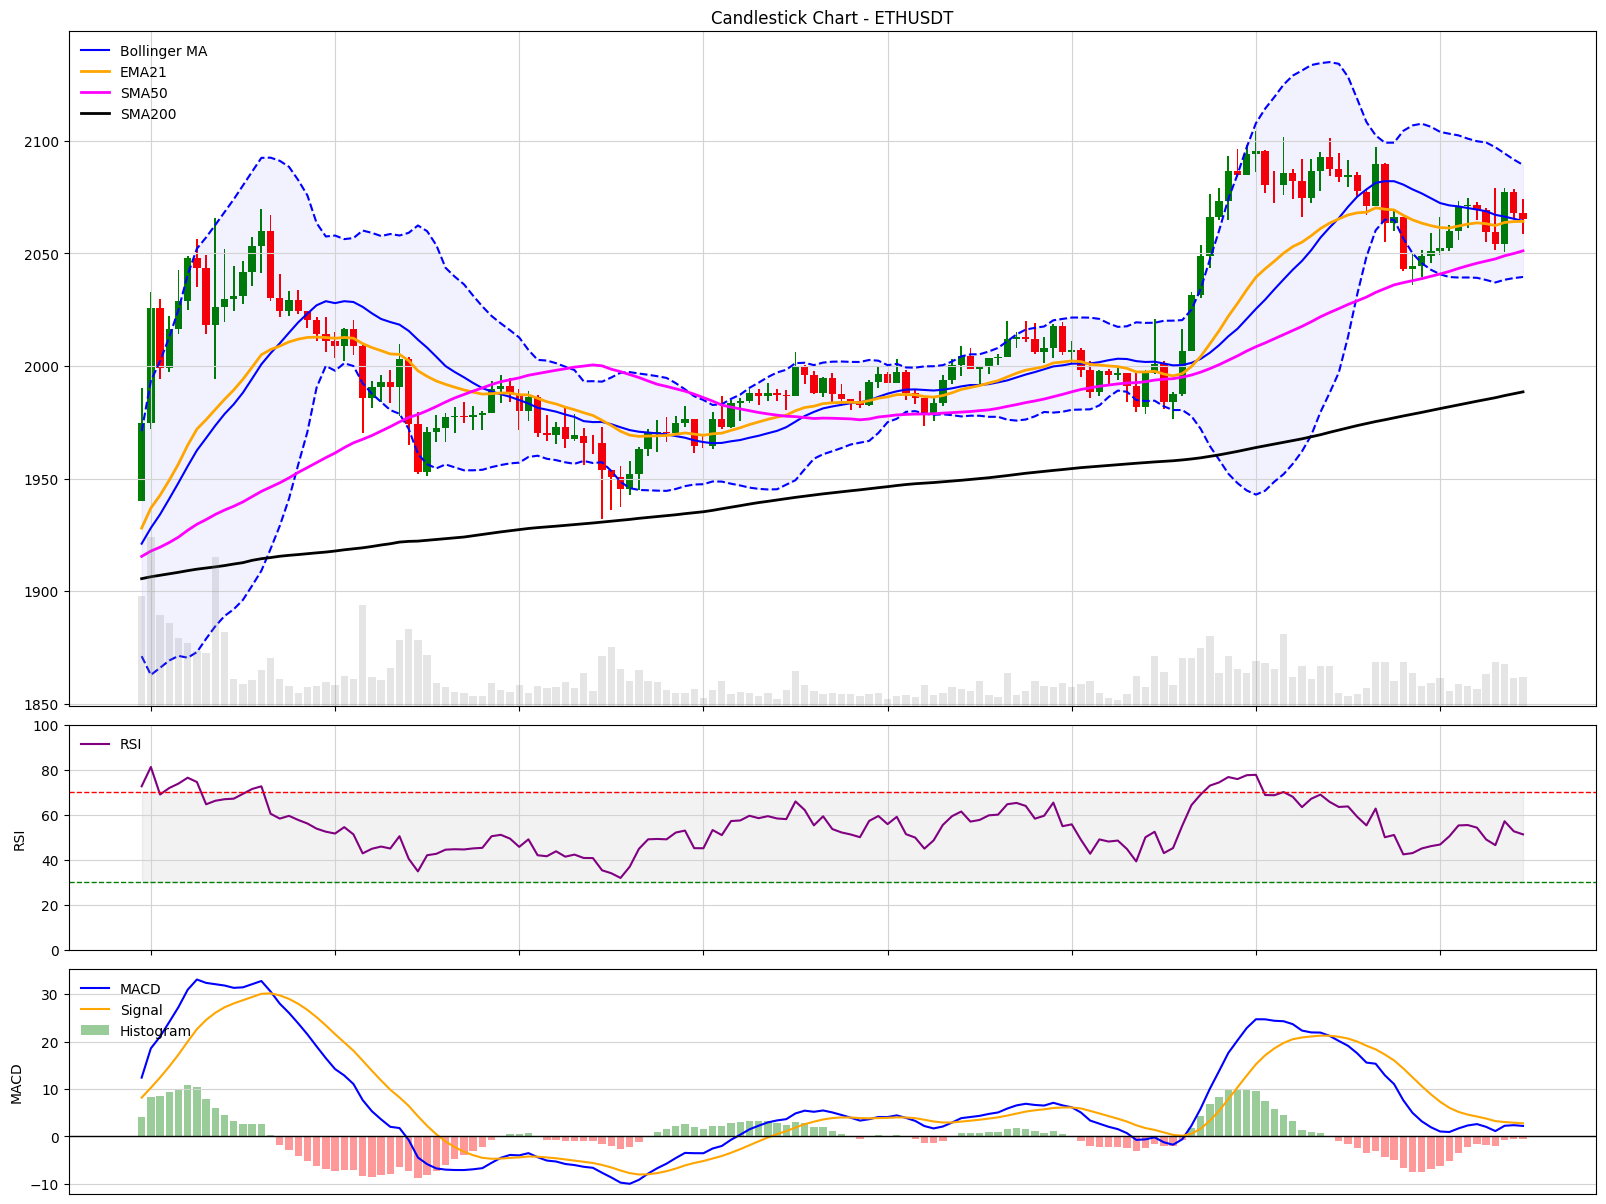 Candlestick Chart - ETHUSDT
Bollinger MA
EMA21
SMA50
SMA200
2100
2050
2000
1950
1900
1850
100
RSI
80
60
RSI
40
20
0
MACD
30
Signal
Histogram
20
MACD
10
0
−10